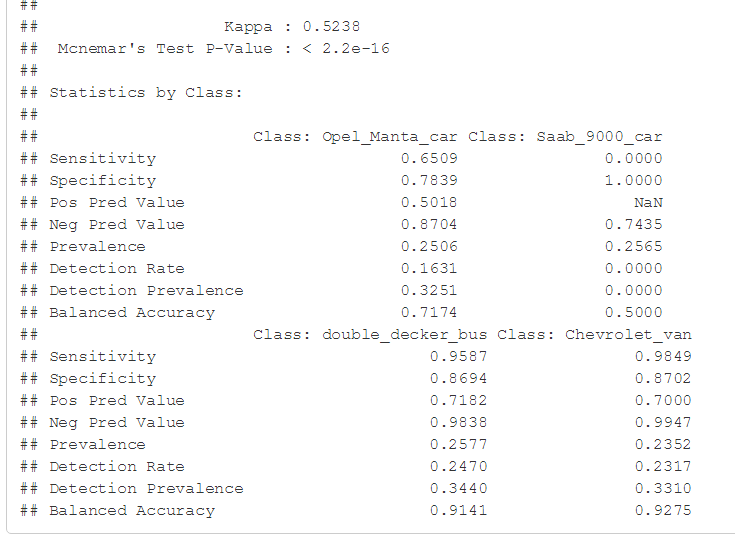 ##
##                   Kappa : 0.5238
##  Mcnemar's Test P-Value : < 2.2e-16
##
## Statistics by Class:
##
##                      Class: Opel_Manta_car Class: Saab_9000_car
## Sensitivity                         0.6509               0.0000
## Specificity                         0.7839               1.0000
## Pos Pred Value                      0.5018                  NaN
## Neg Pred Value                      0.8704               0.7435
## Prevalence                          0.2506               0.2565
## Detection Rate                      0.1631               0.0000
## Detection Prevalence                0.3251               0.0000
## Balanced Accuracy                   0.7174               0.5000
##                      Class: double_decker_bus Class: Chevrolet_van
## Sensitivity                            0.9587               0.9849
## Specificity                            0.8694               0.8702
## Pos Pred Value                         0.7182               0.7000
## Neg Pred Value                         0.9838               0.9947
## Prevalence                             0.2577               0.2352
## Detection Rate                         0.2470               0.2317
## Detection Prevalence                   0.3440               0.3310
## Balanced Accuracy                      0.9141               0.9275